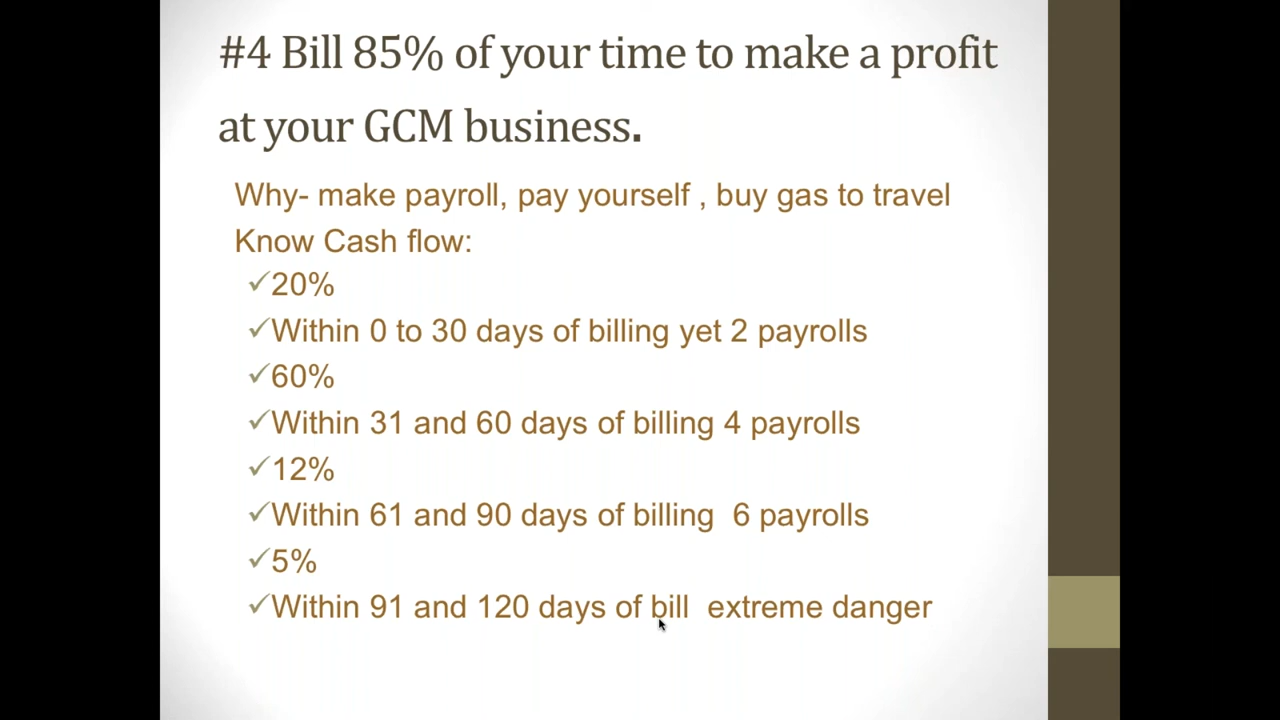 #4 Bill 85% of your time to make a profit
at your GCM business.
Why- make payroll, pay yourself , buy gas to travel
Know Cash flow:
✓20%
✓Within 0 to 30 days of billing yet 2 payrolls
✓60%
✓Within 31 and 60 days of billing 4 payrolls
✓12%
✓Within 61 and 90 days of billing  6 payrolls
✓5%
✓Within 91 and 120 days of bill  extreme danger